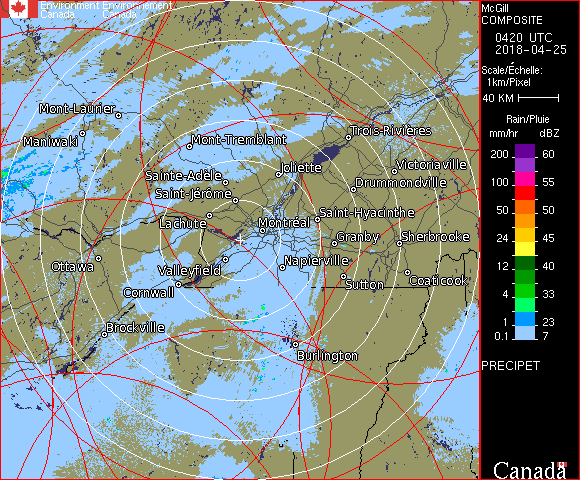 Environment Environnement
Canada Canada
McGill
COMPOSITE
0420 UTC
2018-04-25
Scale/Échelle:
1km/Pixel
40 KM
Rain/Pluie
mm/hr dBZ
200 60
100 55
50 50
24 45
12 40
4 33
1 23
0.1 7
PRECIPET
Canada
Mont-Laurier
Maniwaki
Mont-Tremblant
Trois-Rivières
Joliette
Victoriaville
Sainte-Adèle
Drummondville
Saint-Jérôme
Lachute
Montréal
Saint-Hyacinthe
Granby
Sherbrooke
Ottawa
Valleyfield
Napierville
Cornwall
Sutton
Coaticook
Brockville
Burlington